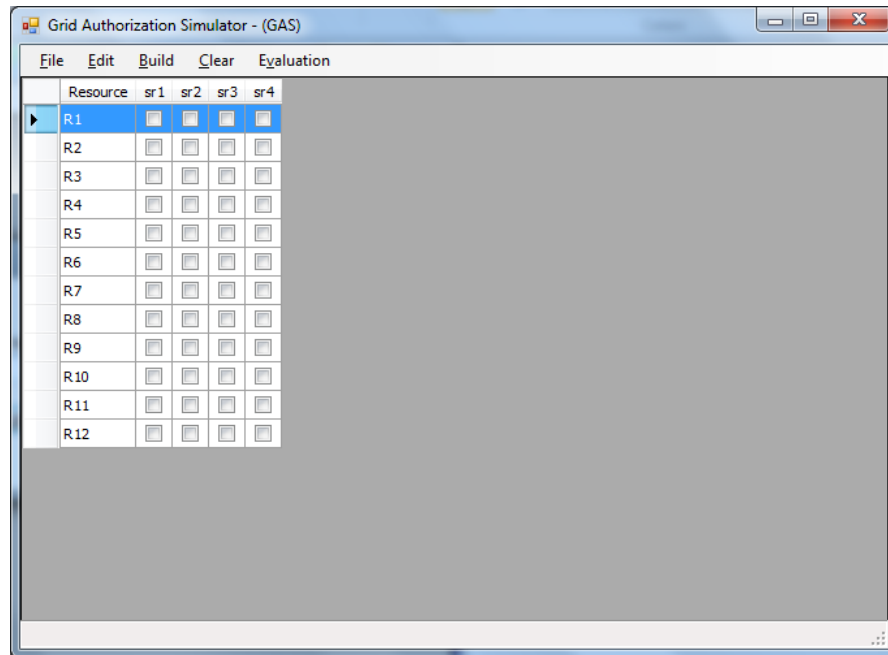 Grid Authorization Simulator - (GAS)
File Edit Build Clear Evaluation
Resource sr1 sr2 sr3 sr4
R1
R2
R3
R4
R5
R6
R7
R8
R9
R10
R11
R12